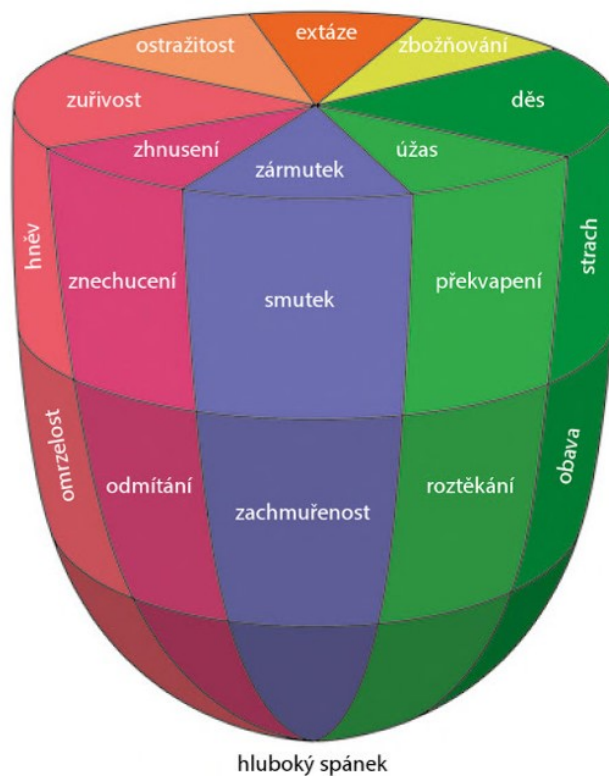 extáze
ostražitost
zbožňování
zuřivost
děs
zhnusení
úžas
zármutek
hněv
strach
znechucení
překvapení
smutek
omrzelost
obava
odmítání
roztěkání
zachmuřenost
hluboký spánek